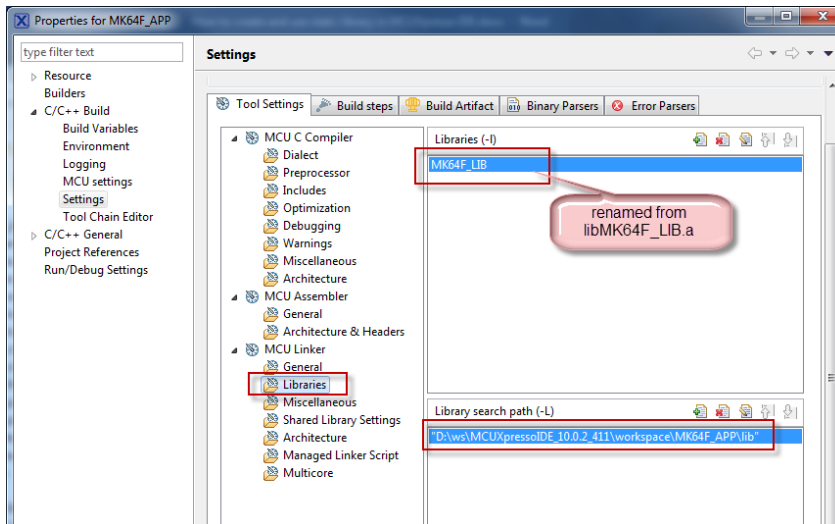 Properties for MK64F_APP
type filter text
Resource
Builders
C/C++ Build
Build Variables
Environment
Logging
MCU settings
Settings
Tool Chain Editor
C/C++ General
Project References
Run/Debug Settings
Settings
Tool Settings
Build steps
Build Artifact
Binary Parsers
Error Parsers
MCU C Compiler
Dialect
Preprocessor
Includes
Optimization
Debugging
Warnings
Miscellaneous
Architecture
MCU Assembler
General
Architecture & Headers
MCU Linker
General
Libraries
Miscellaneous
Shared Library Settings
Architecture
Managed Linker Script
Multicore
Libraries (-l)
MK64F_LIB
renamed from
libMK64F_LIB.a
Library search path (-L)
"D:\ws\MCUXpressoIDE_10.0.2_411\workspace\MK64F_APP\lib"